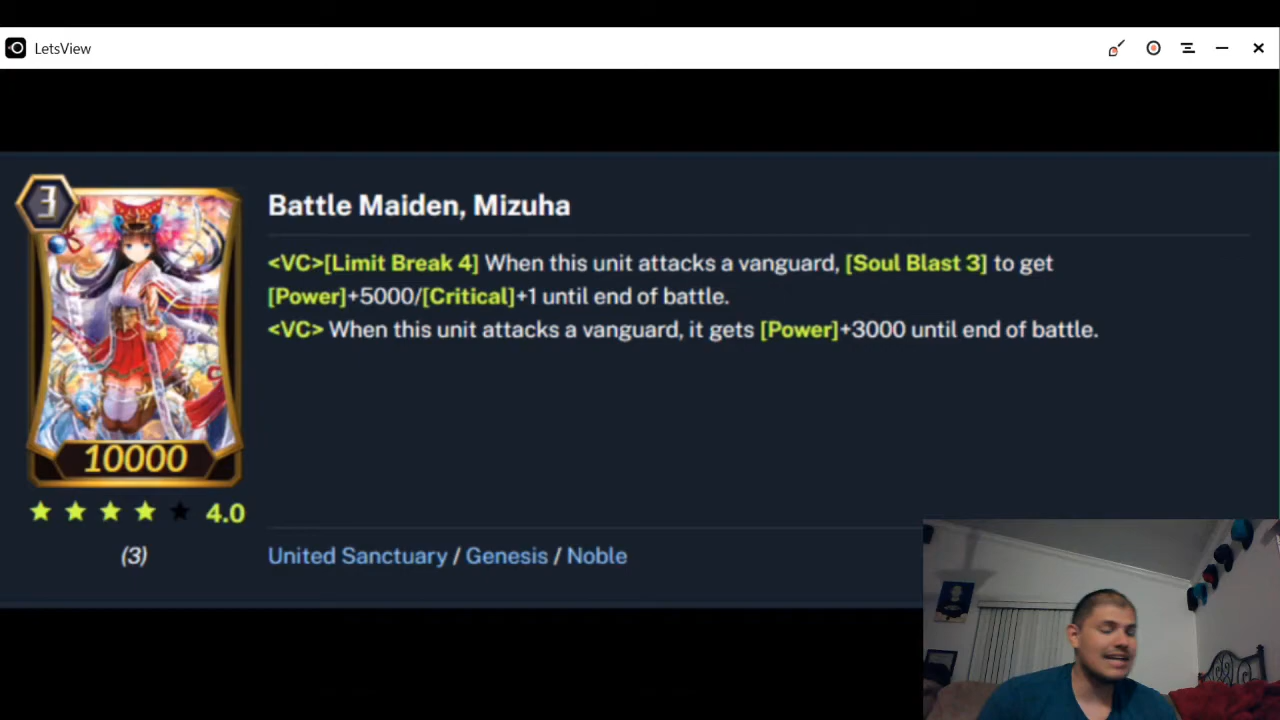 LetsView
3
Battle Maiden, Mizuha
<VC>[Limit Break 4] When this unit attacks a vanguard, [Soul Blast 3] to get
[Power]+5000/[Critical]+1 until end of battle.
<VC> When this unit attacks a vanguard, it gets [Power]+3000 until end of battle.
10000
4.0
(3)
United Sanctuary / Genesis / Noble